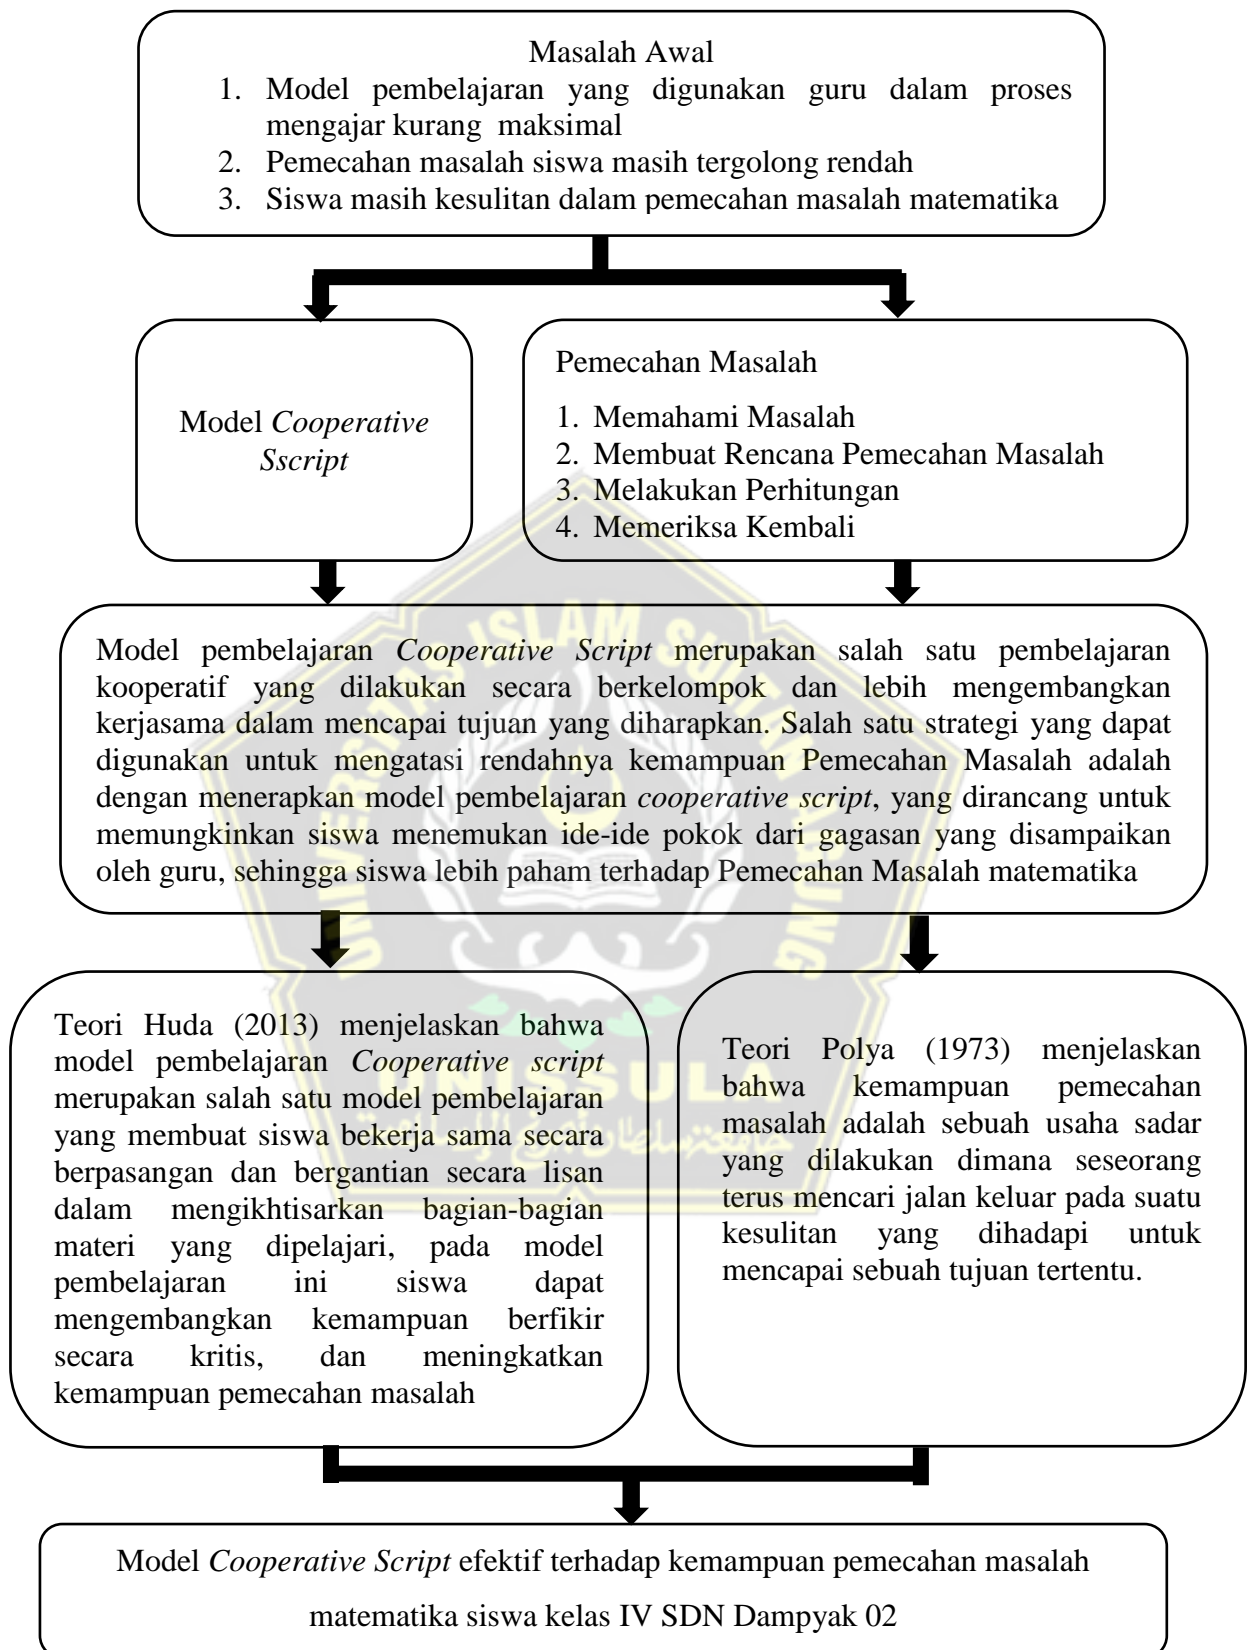 Masalah Awal
1. Model pembelajaran yang digunakan guru dalam proses
mengajar kurang maksimal
2. Pemecahan masalah siswa masih tergolong rendah
3. Siswa masih kesulitan dalam pemecahan masalah matematika
Model Cooperative
Sscript
Pemecahan Masalah
1. Memahami Masalah
2. Membuat Rencana Pemecahan Masalah
3. Melakukan Perhitungan
4. Memeriksa Kembali
Model pembelajaran Cooperative Script merupakan salah satu pembelajaran
kooperatif yang dilakukan secara berkelompok dan lebih mengembangkan
kerjasama dalam mencapai tujuan yang diharapkan. Salah satu strategi yang dapat
digunakan untuk mengatasi rendahnya kemampuan Pemecahan Masalah adalah
dengan menerapkan model pembelajaran cooperative script, yang dirancang untuk
memungkinkan siswa menemukan ide-ide pokok dari gagasan yang disampaikan
oleh guru, sehingga siswa lebih paham terhadap Pemecahan Masalah matematika
Teori Huda (2013) menjelaskan bahwa
model pembelajaran Cooperative script
merupakan salah satu model pembelajaran
yang membuat siswa bekerja sama secara
berpasangan dan bergantian secara lisan
dalam mengikhtisarkan bagian-bagian
materi yang dipelajari, pada model
pembelajaran ini siswa dapat
mengembangkan kemampuan berfikir
secara kritis, dan meningkatkan
kemampuan pemecahan masalah
Teori Polya (1973) menjelaskan
bahwa kemampuan pemecahan
masalah adalah sebuah usaha sadar
yang dilakukan dimana seseorang
terus mencari jalan keluar pada suatu
kesulitan yang dihadapi untuk
mencapai sebuah tujuan tertentu.
Model Cooperative Script efektif terhadap kemampuan pemecahan masalah
matematika siswa kelas IV SDN Dampyak 02
UNIVERSITAS ISLAM SULTAN AGUNG
UNISSULA